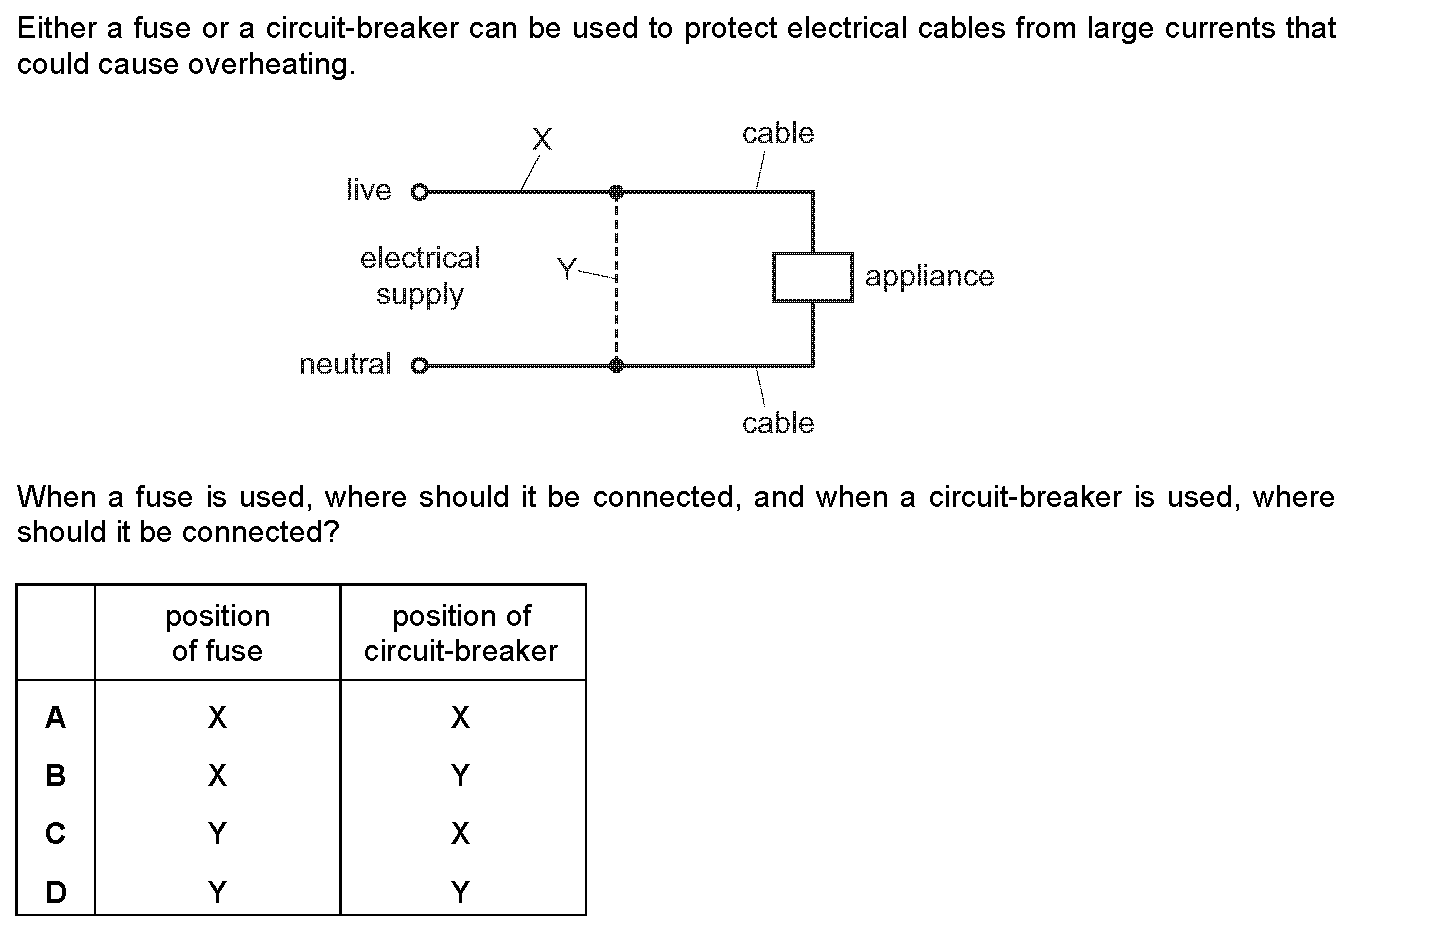 Either a fuse or a circuit-breaker can be used to protect electrical cables from large currents that
could cause overheating.
X
cable
live
electrical
supply
Y
appliance
neutral
cable
When a fuse is used, where should it be connected, and when a circuit-breaker is used, where
should it be connected?
position
of fuse
position of
circuit-breaker
A X X
B X Y
C Y X
D Y Y